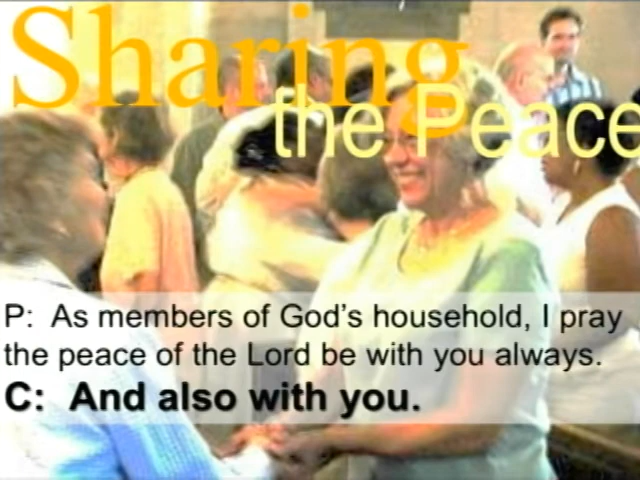 Sharing
the Peace
P:  As members of God's household, I pray
the peace of the Lord be with you always.
C:  And also with you.